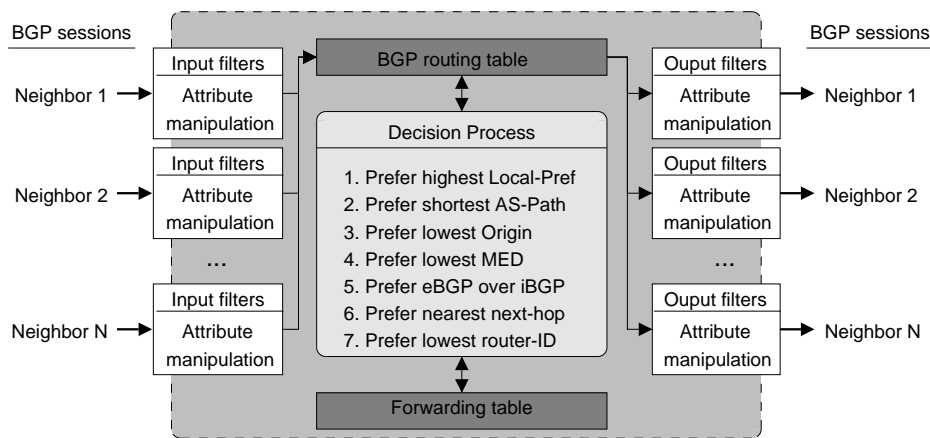 BGP sessions
Neighbor 1
Neighbor 2
Neighbor N
Input filters
Attribute
manipulation
Input filters
Attribute
manipulation
...
Input filters
Attribute
manipulation
BGP routing table
Decision Process
1. Prefer highest Local-Pref
2. Prefer shortest AS-Path
3. Prefer lowest Origin
4. Prefer lowest MED
5. Prefer eBGP over iBGP
6. Prefer nearest next-hop
7. Prefer lowest router-ID
Forwarding table
Ouput filters
Attribute
manipulation
Ouput filters
Attribute
manipulation
...
Ouput filters
Attribute
manipulation
BGP sessions
Neighbor 1
Neighbor 2
Neighbor N